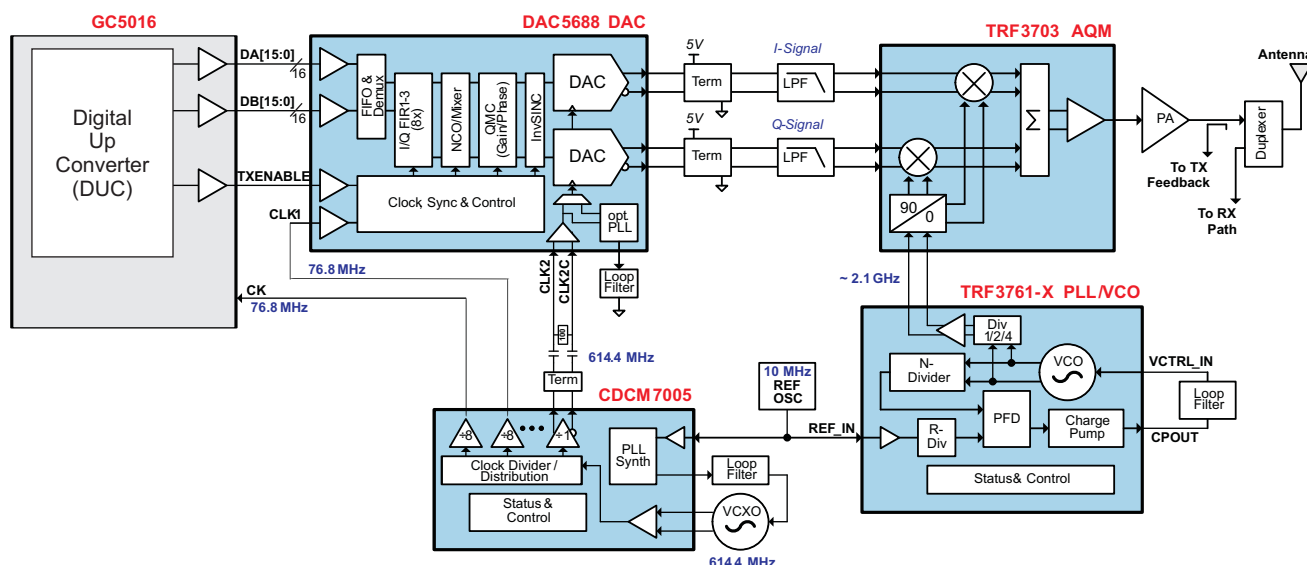 GC5016
Digital
Up
Converter
(DUC)
DA[15:0]
16
DB[15:0]
16
TXENABLE
CLK1
76.8 MHz
CK
76.8 MHz
DAC5688 DAC
FIFO &
Demux
I/Q FIR1-3
(8x)
NCO/Mixer
QMC
(Gain/Phase)
InvSINC
DAC
DAC
Clock, Sync & Control
opt.
PLL
Loop
Filter
CLK2
CLK2C
100
614.4 MHz
Term
5V
Term
I-Signal
LPF
5V
Term
Q-Signal
LPF
TRF3703 AQM
90
0
Σ
PA
Antenna
Duplexer
To TX
Feedback
To RX
Path
~ 2.1 GHz
TRF3761-X PLL/VCO
Div
1/2/4
N-
Divider
VCO
VCTRL_IN
Loop
Filter
CPOUT
PFD
Charge
Pump
R-
Div
Status & Control
10 MHz
REF
OSC
REF_IN
CDCM7005
÷8
÷8
÷1
Clock Divider /
Distribution
Status &
Control
PLL
Synth
Loop
Filter
VCXO
614.4 MHz